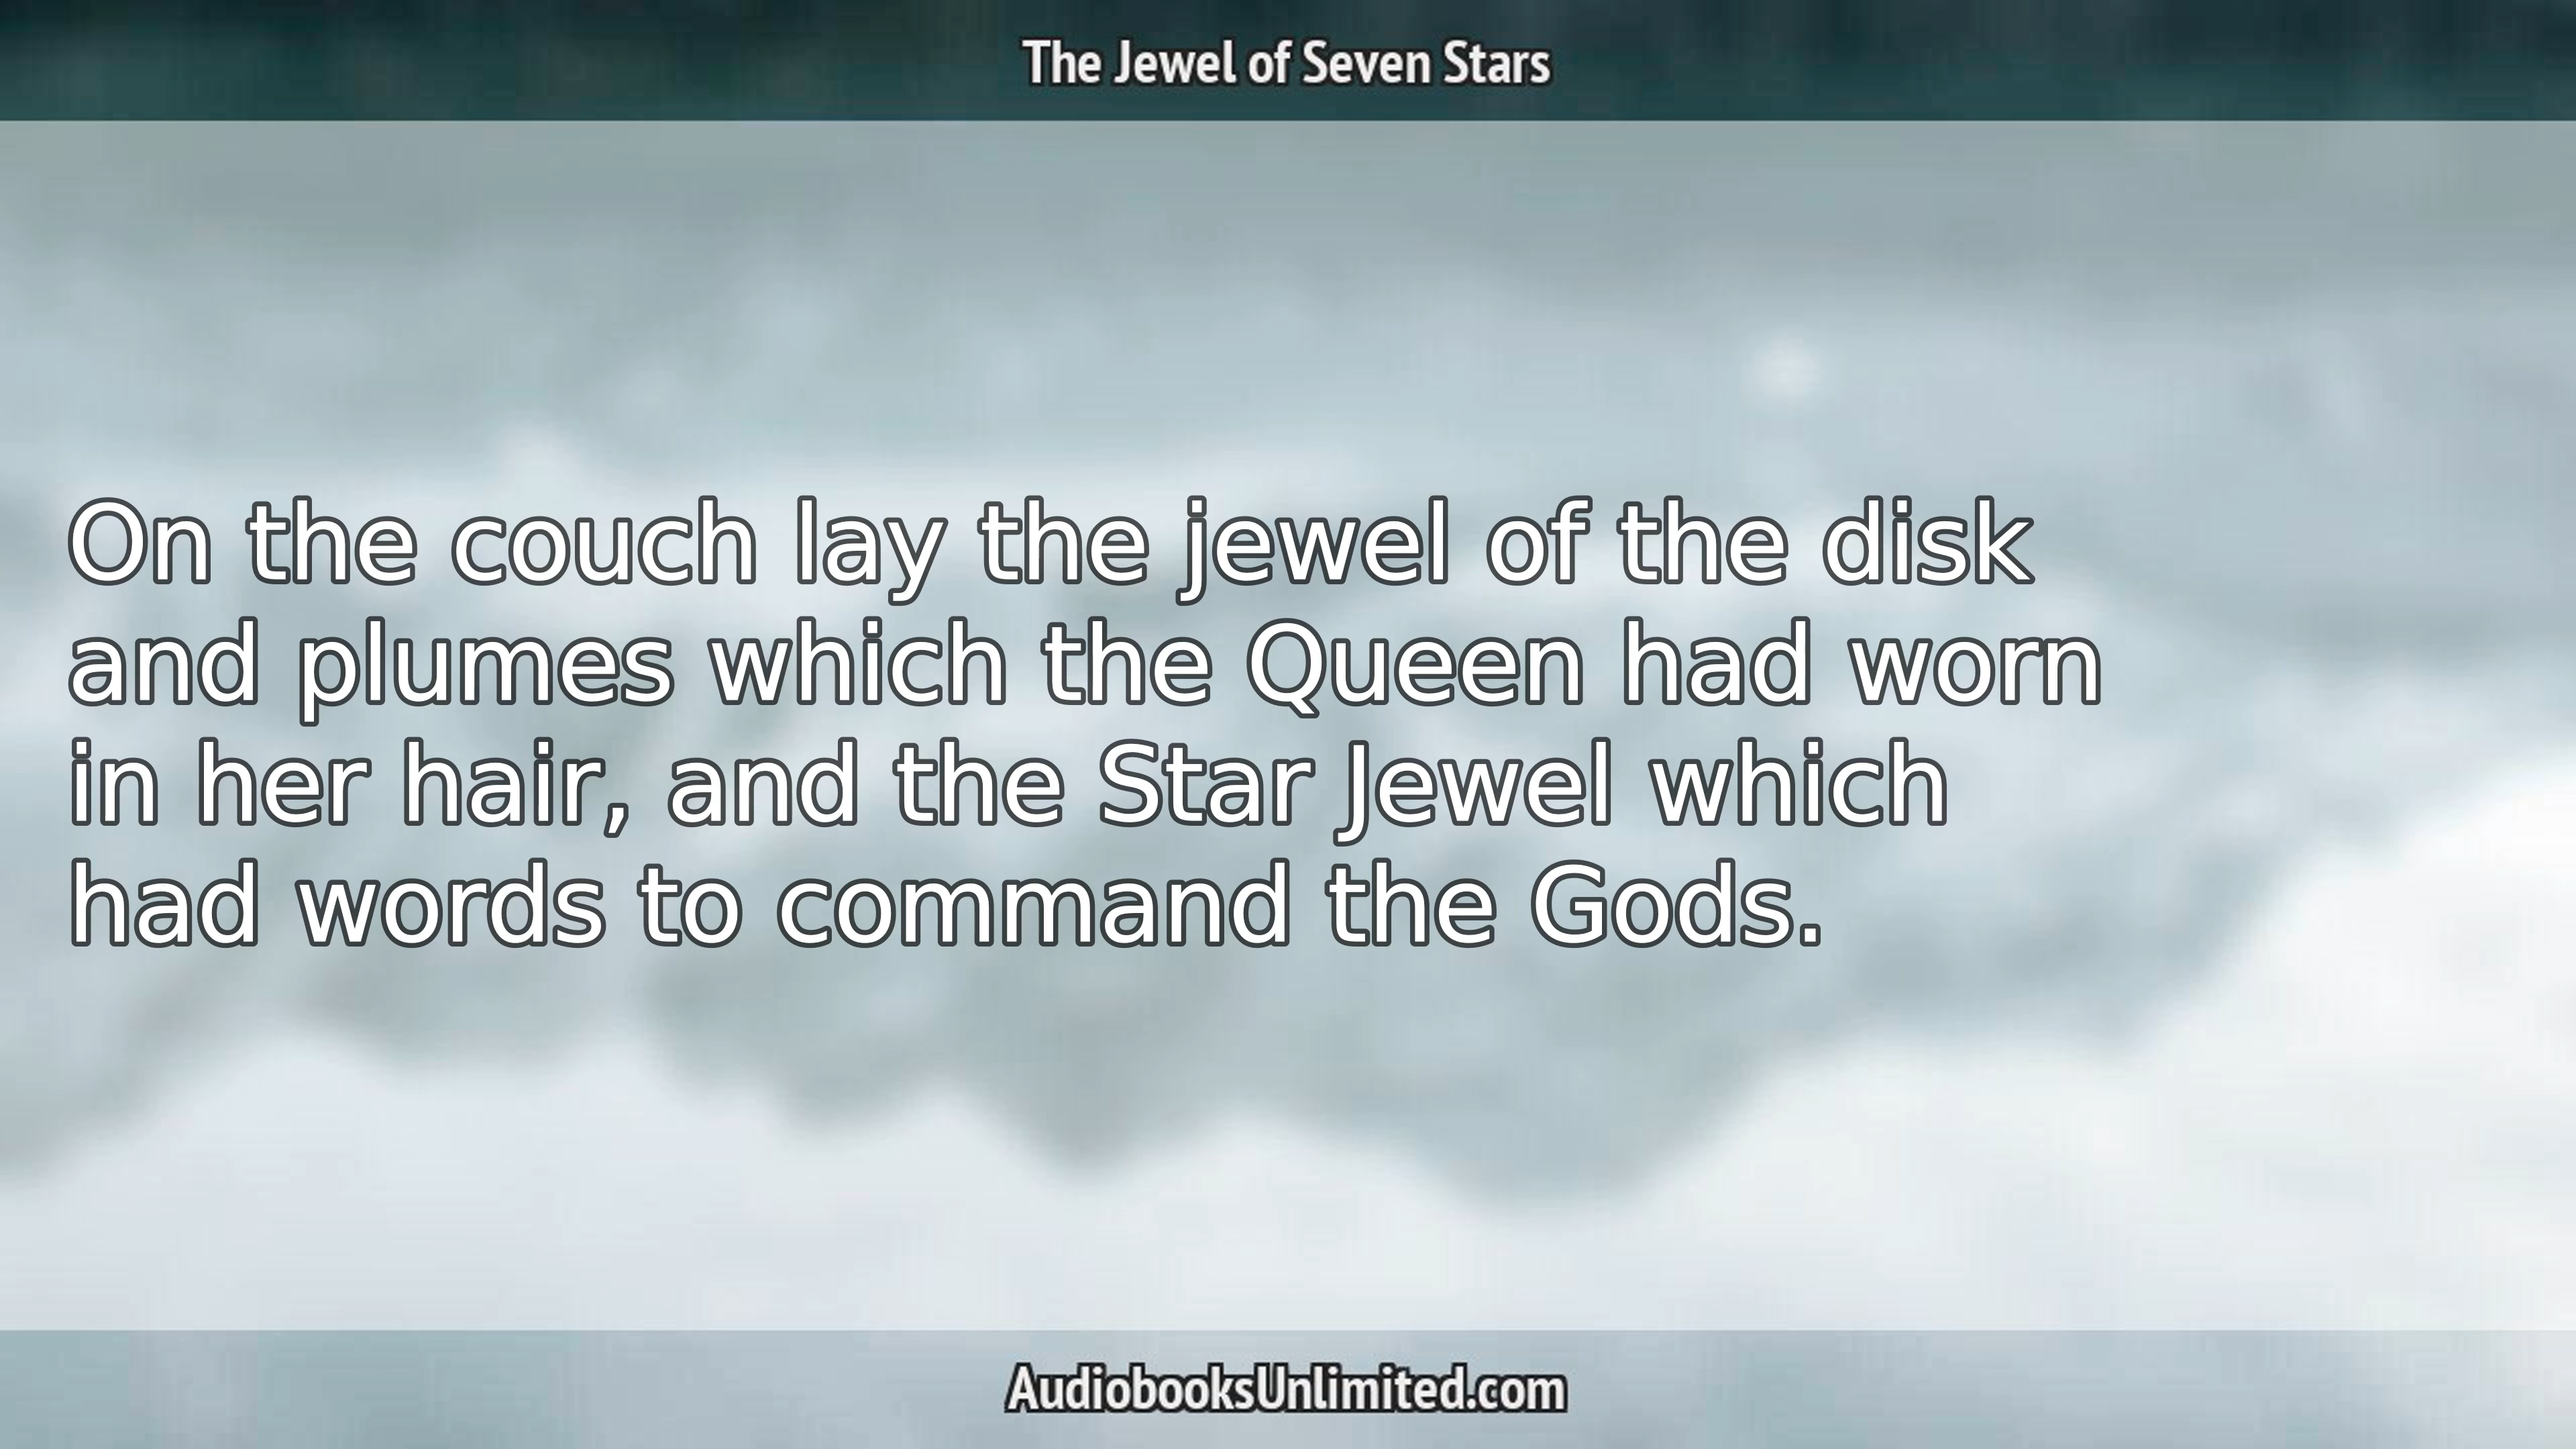 The Jewel of Seven Stars
On the couch lay the jewel of the disk
and plumes which the Queen had worn
in her hair, and the Star Jewel which
had words to command the Gods.
AudiobooksUnlimited.com